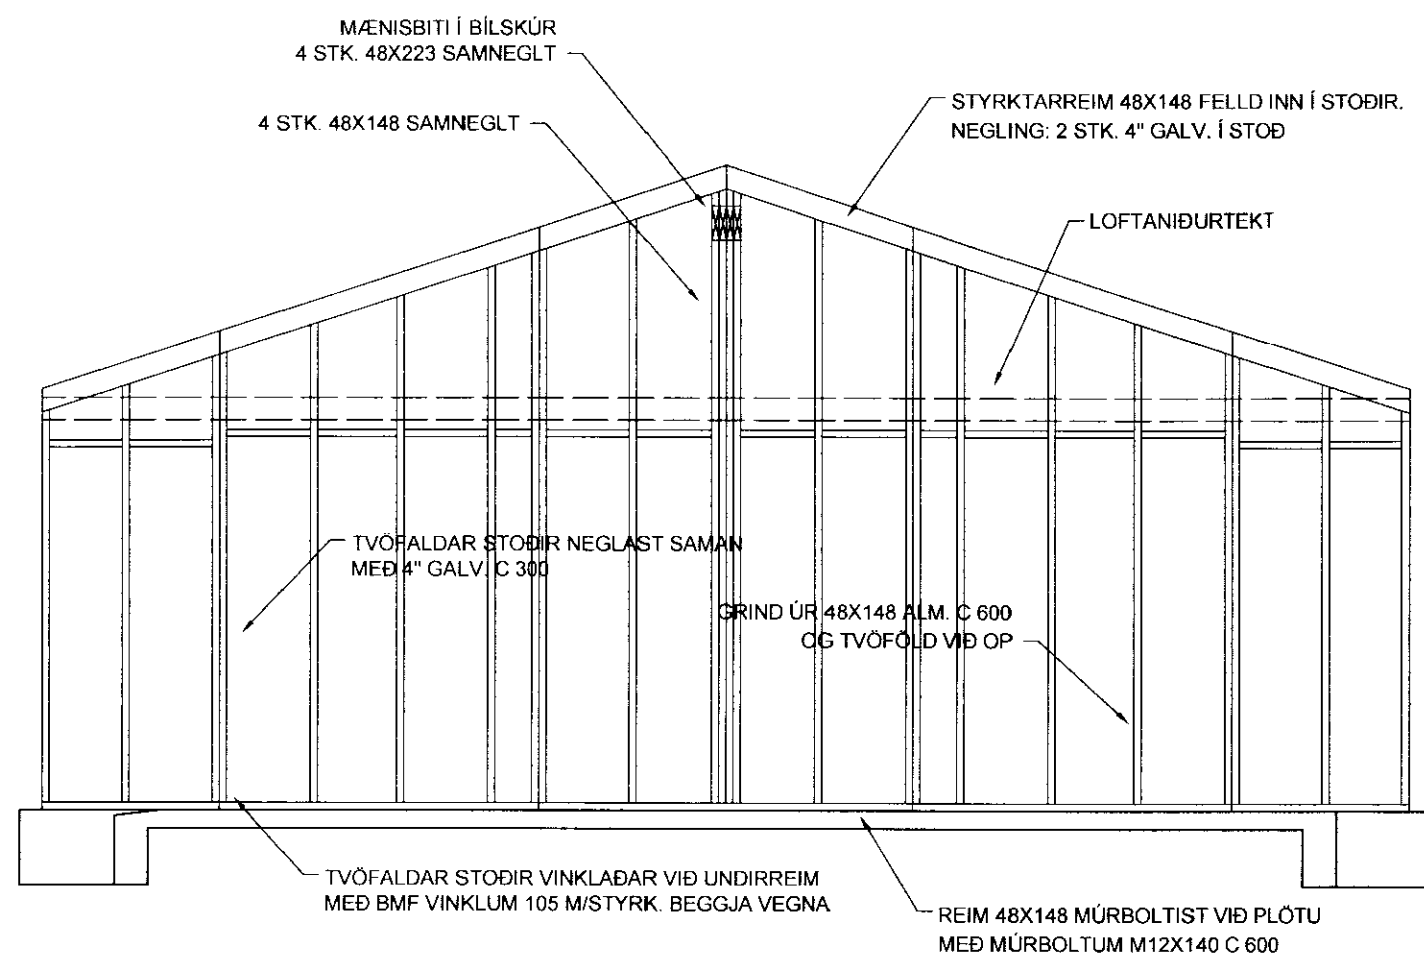 MÆNISBITI Í BÍLSKÚR
4 STK. 48X223 SAMNEGLT
4 STK. 48X148 SAMNEGLT
STYRKTARREIM 48X148 FELLD INN Í STOÐIR.
NEGLING: 2 STK. 4" GALV. Í STOÐ
LOFTANIÐURTEKT
TVÖFALDAR STOÐIR NEGLAST SAMAN
MEÐ 4" GALV. C 300
GRIND ÚR 48X148 ALM. C 600
OG TVÖFÖLD VIÐ OP
TVÖFALDAR STOÐIR VINKLAÐAR VIÐ UNDIRREIM
MEÐ BMF VINKLUM 105 M/STYRK. BEGGJA VEGNA
REIM 48X148 MÚRBOLTIST VIÐ PLÖTU
MEÐ MÚRBOLTUM M12X140 C 600